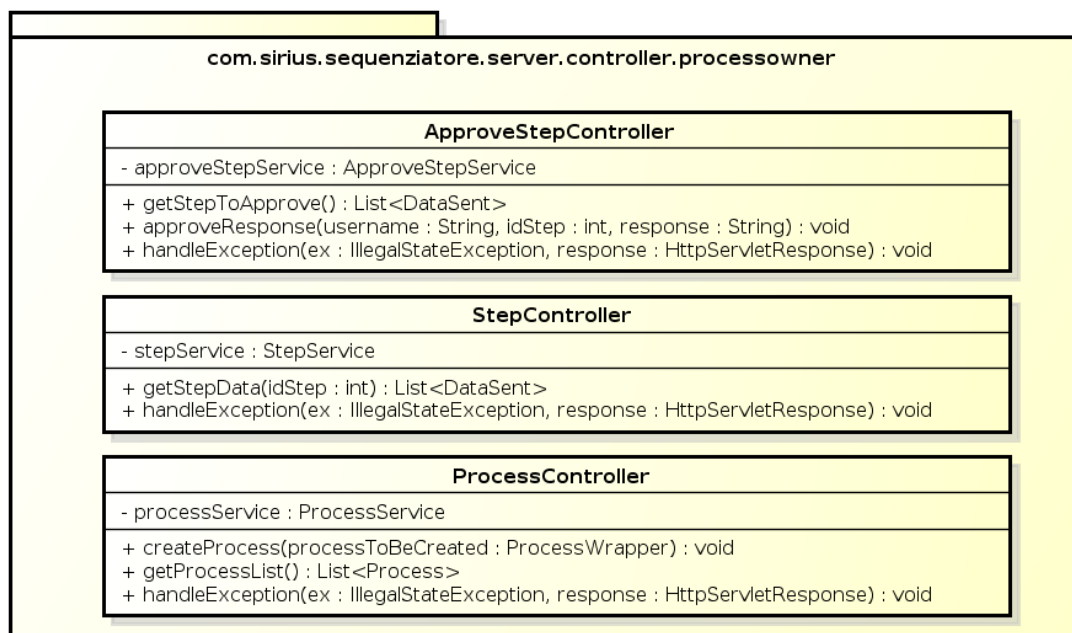 com.sirius.sequenziatore.server.controller.processowner
ApproveStepController
- approveStepService : ApproveStepService
+ getStepToApprove() : List<DataSent>
+ approveResponse(username : String, idStep : int, response : String) : void
+ handleException(ex : IllegalStateException, response : HttpServletResponse) : void
StepController
- stepService : StepService
+ getStepData(idStep : int) : List<DataSent>
+ handleException(ex : IllegalStateException, response : HttpServletResponse) : void
ProcessController
- processService : ProcessService
+ createProcess(processToBeCreated : ProcessWrapper) : void
+ getProcessList() : List<Process>
+ handleException(ex : IllegalStateException, response : HttpServletResponse) : void